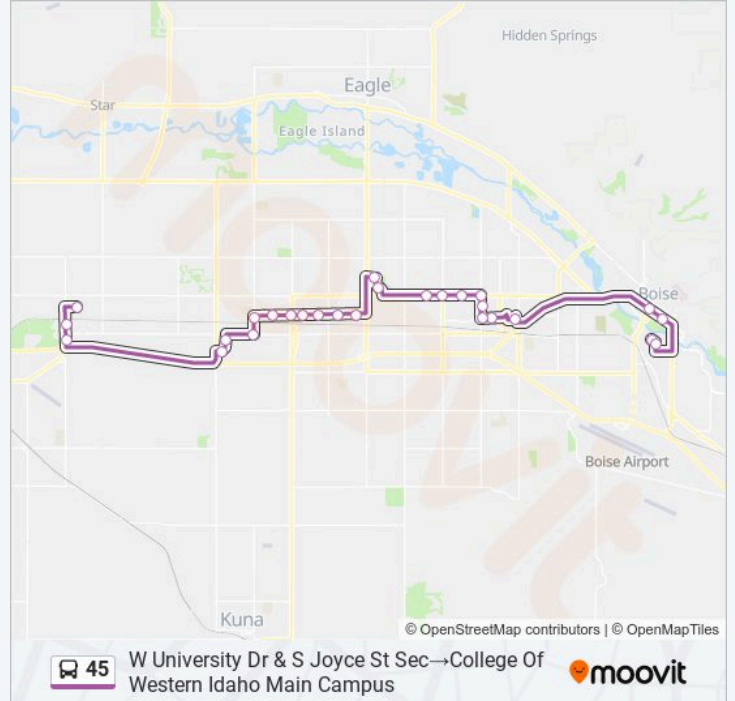 Hidden Springs
Eagle
Star
Eagle Island
Boise
Boise Airport
Kuna
moovit
© OpenStreetMap contributors | © OpenMapTiles
45
W University Dr & S Joyce St Sec→College Of
Western Idaho Main Campus
moovit